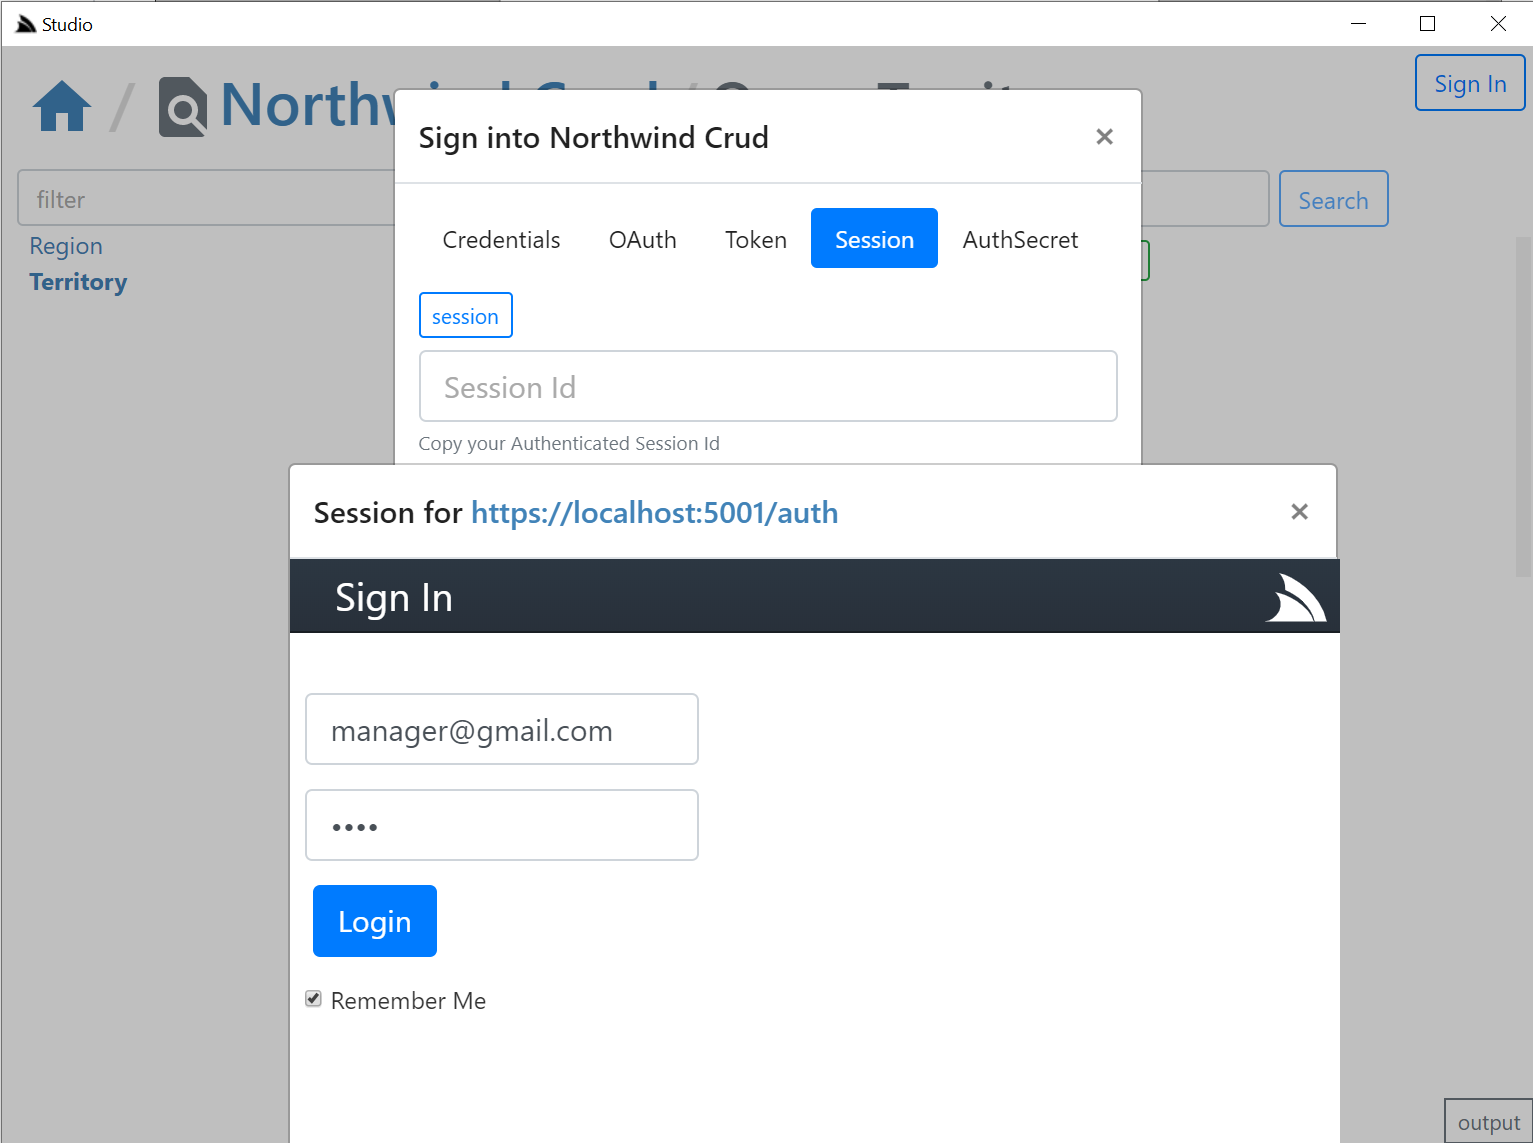 Studio
Sign In
/ Northwind Crud /
Sign into Northwind Crud ×
filter
Search
Region
Territory
Credentials OAuth Token Session AuthSecret
session
Session Id
Copy your Authenticated Session Id
Session for https://localhost:5001/auth ×
Sign In
manager@gmail.com
••••
Login
Remember Me
output